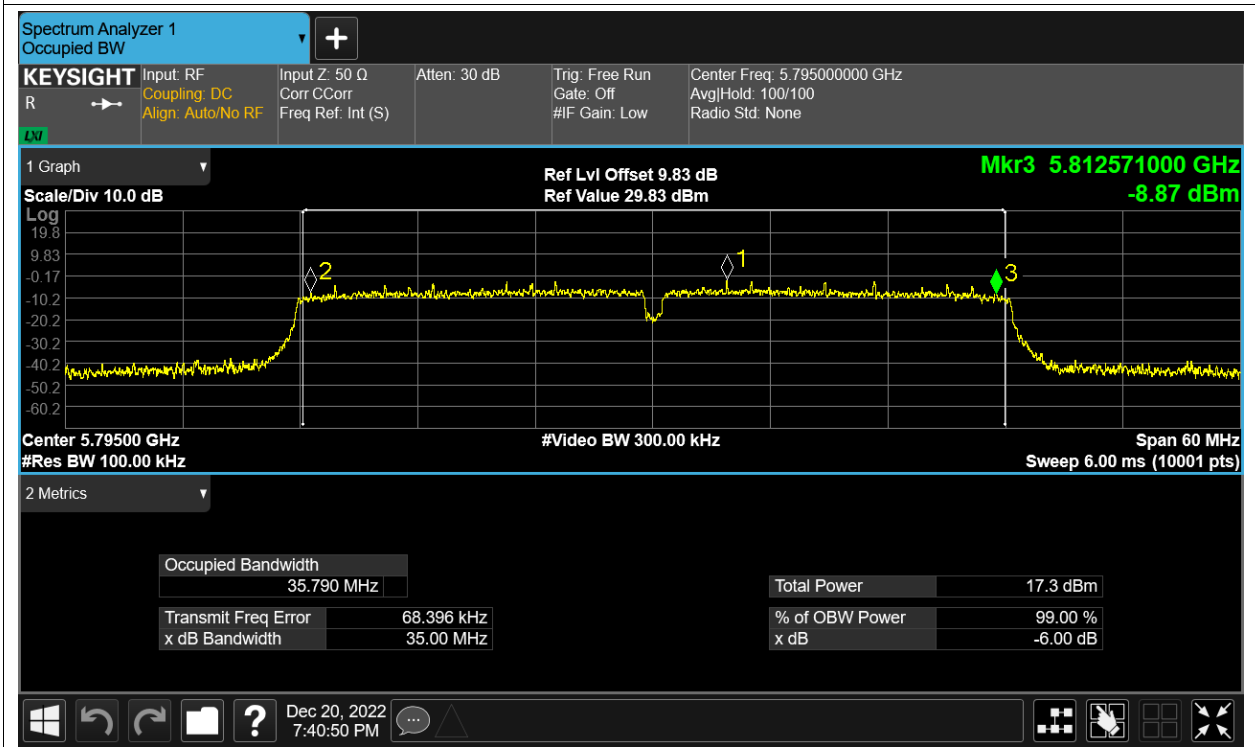 Spectrum Analyzer 1
Occupied BW
KEYSIGHT
R
LXI
Input: RF
Coupling: DC
Align: Auto/No RF
Input Z: 50 Ω
Corr CCorr
Freq Ref: Int (S)
Atten: 30 dB
Trig: Free Run
Gate: Off
#IF Gain: Low
Center Freq: 5.795000000 GHz
Avg|Hold: 100/100
Radio Std: None
1 Graph
Scale/Div 10.0 dB
Ref Lvl Offset 9.83 dB
Ref Value 29.83 dBm
Mkr3 5.812571000 GHz
-8.87 dBm
Log
19.8
9.83
-0.17
-10.2
-20.2
-30.2
-40.2
-50.2
-60.2
2
1
3
Center 5.79500 GHz
#Res BW 100.00 kHz
#Video BW 300.00 kHz
Span 60 MHz
Sweep 6.00 ms (10001 pts)
2 Metrics
Occupied Bandwidth
35.790 MHz
Transmit Freq Error 68.396 kHz
x dB Bandwidth 35.00 MHz
Total Power 17.3 dBm
% of OBW Power 99.00 %
x dB -6.00 dB
Dec 20, 2022
7:40:50 PM